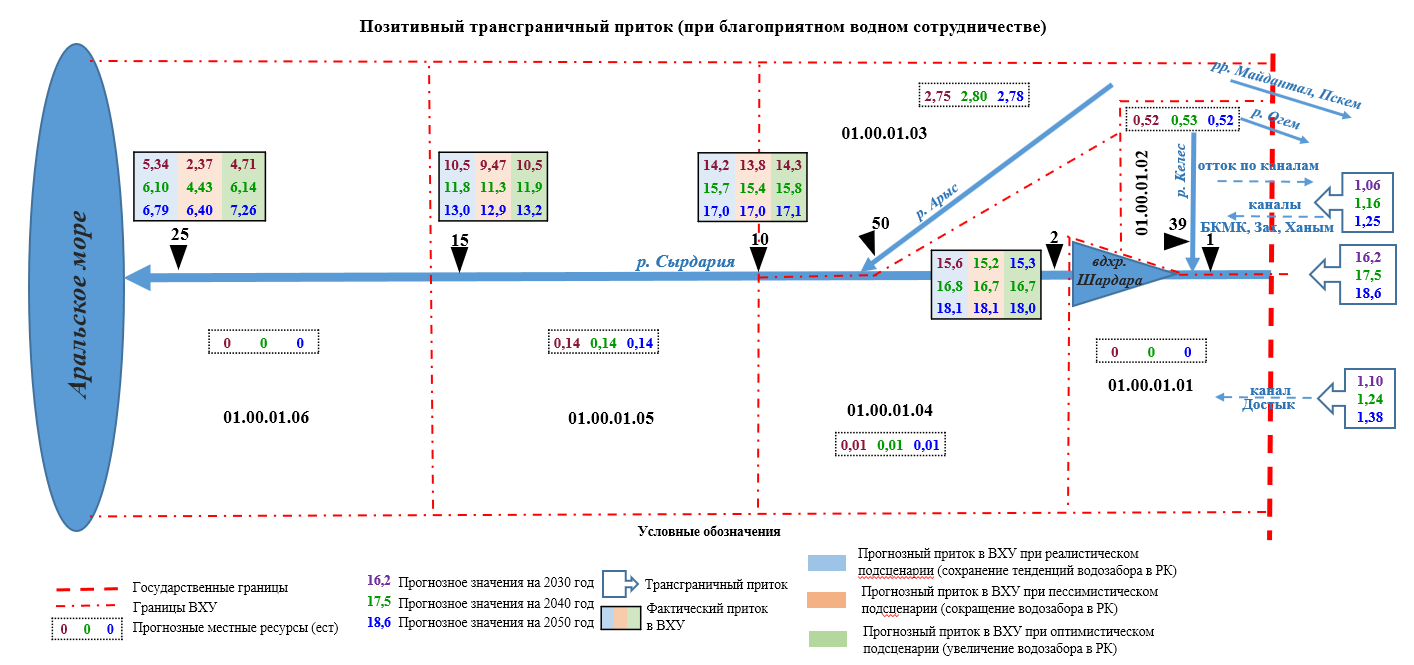 Позитивный трансграничный приток (при благоприятном водном сотрудничестве)
рр. Майдантал, Пскем
2,75 2,80 2,78
0,52 0,53 0,52
р. Огем
01.00.01.03
01.00.01.02
р. Келес
отток по каналам
5,34 2,37 4,71
6,10 4,43 6,14
6,79 6,40 7,26
10,5 9,47 10,5
11,8 11,3 11,9
13,0 12,9 13,2
14,2 13,8 14,3
15,7 15,4 15,8
17,0 17,0 17,1
р. Арыс
1,06
1,16
1,25
каналы
БКМК, Зах, Ханым
25
15
10
50
2
39
1
Аральское море
р. Сырдария
15,6 15,2 15,3
16,8 16,7 16,7
18,1 18,1 18,0
вдхр.
Шардара
16,2
17,5
18,6
0 0 0
0,14 0,14 0,14
0 0 0
01.00.01.01
1,10
1,24
1,38
канал
Достык
01.00.01.06
01.00.01.05
01.00.01.04
0,01 0,01 0,01
Условные обозначения
Государственные границы
Границы ВХУ
0 0 0 Прогнозные местные ресурсы (ест)
16,2 Прогнозное значения на 2030 год
17,5 Прогнозное значения на 2040 год
18,6 Прогнозное значения на 2050 год
Трансграничный приток
Фактический приток
в ВХУ
Прогнозный приток в ВХУ при реалистическом
подсценарии (сохранение тенденций водозабора в РК)
Прогнозный приток в ВХУ при пессимистическом
подсценарии (сокращение водозабора в РК)
Прогнозный приток в ВХУ при оптимистическом
подсценарии (увеличение водозабора в РК)